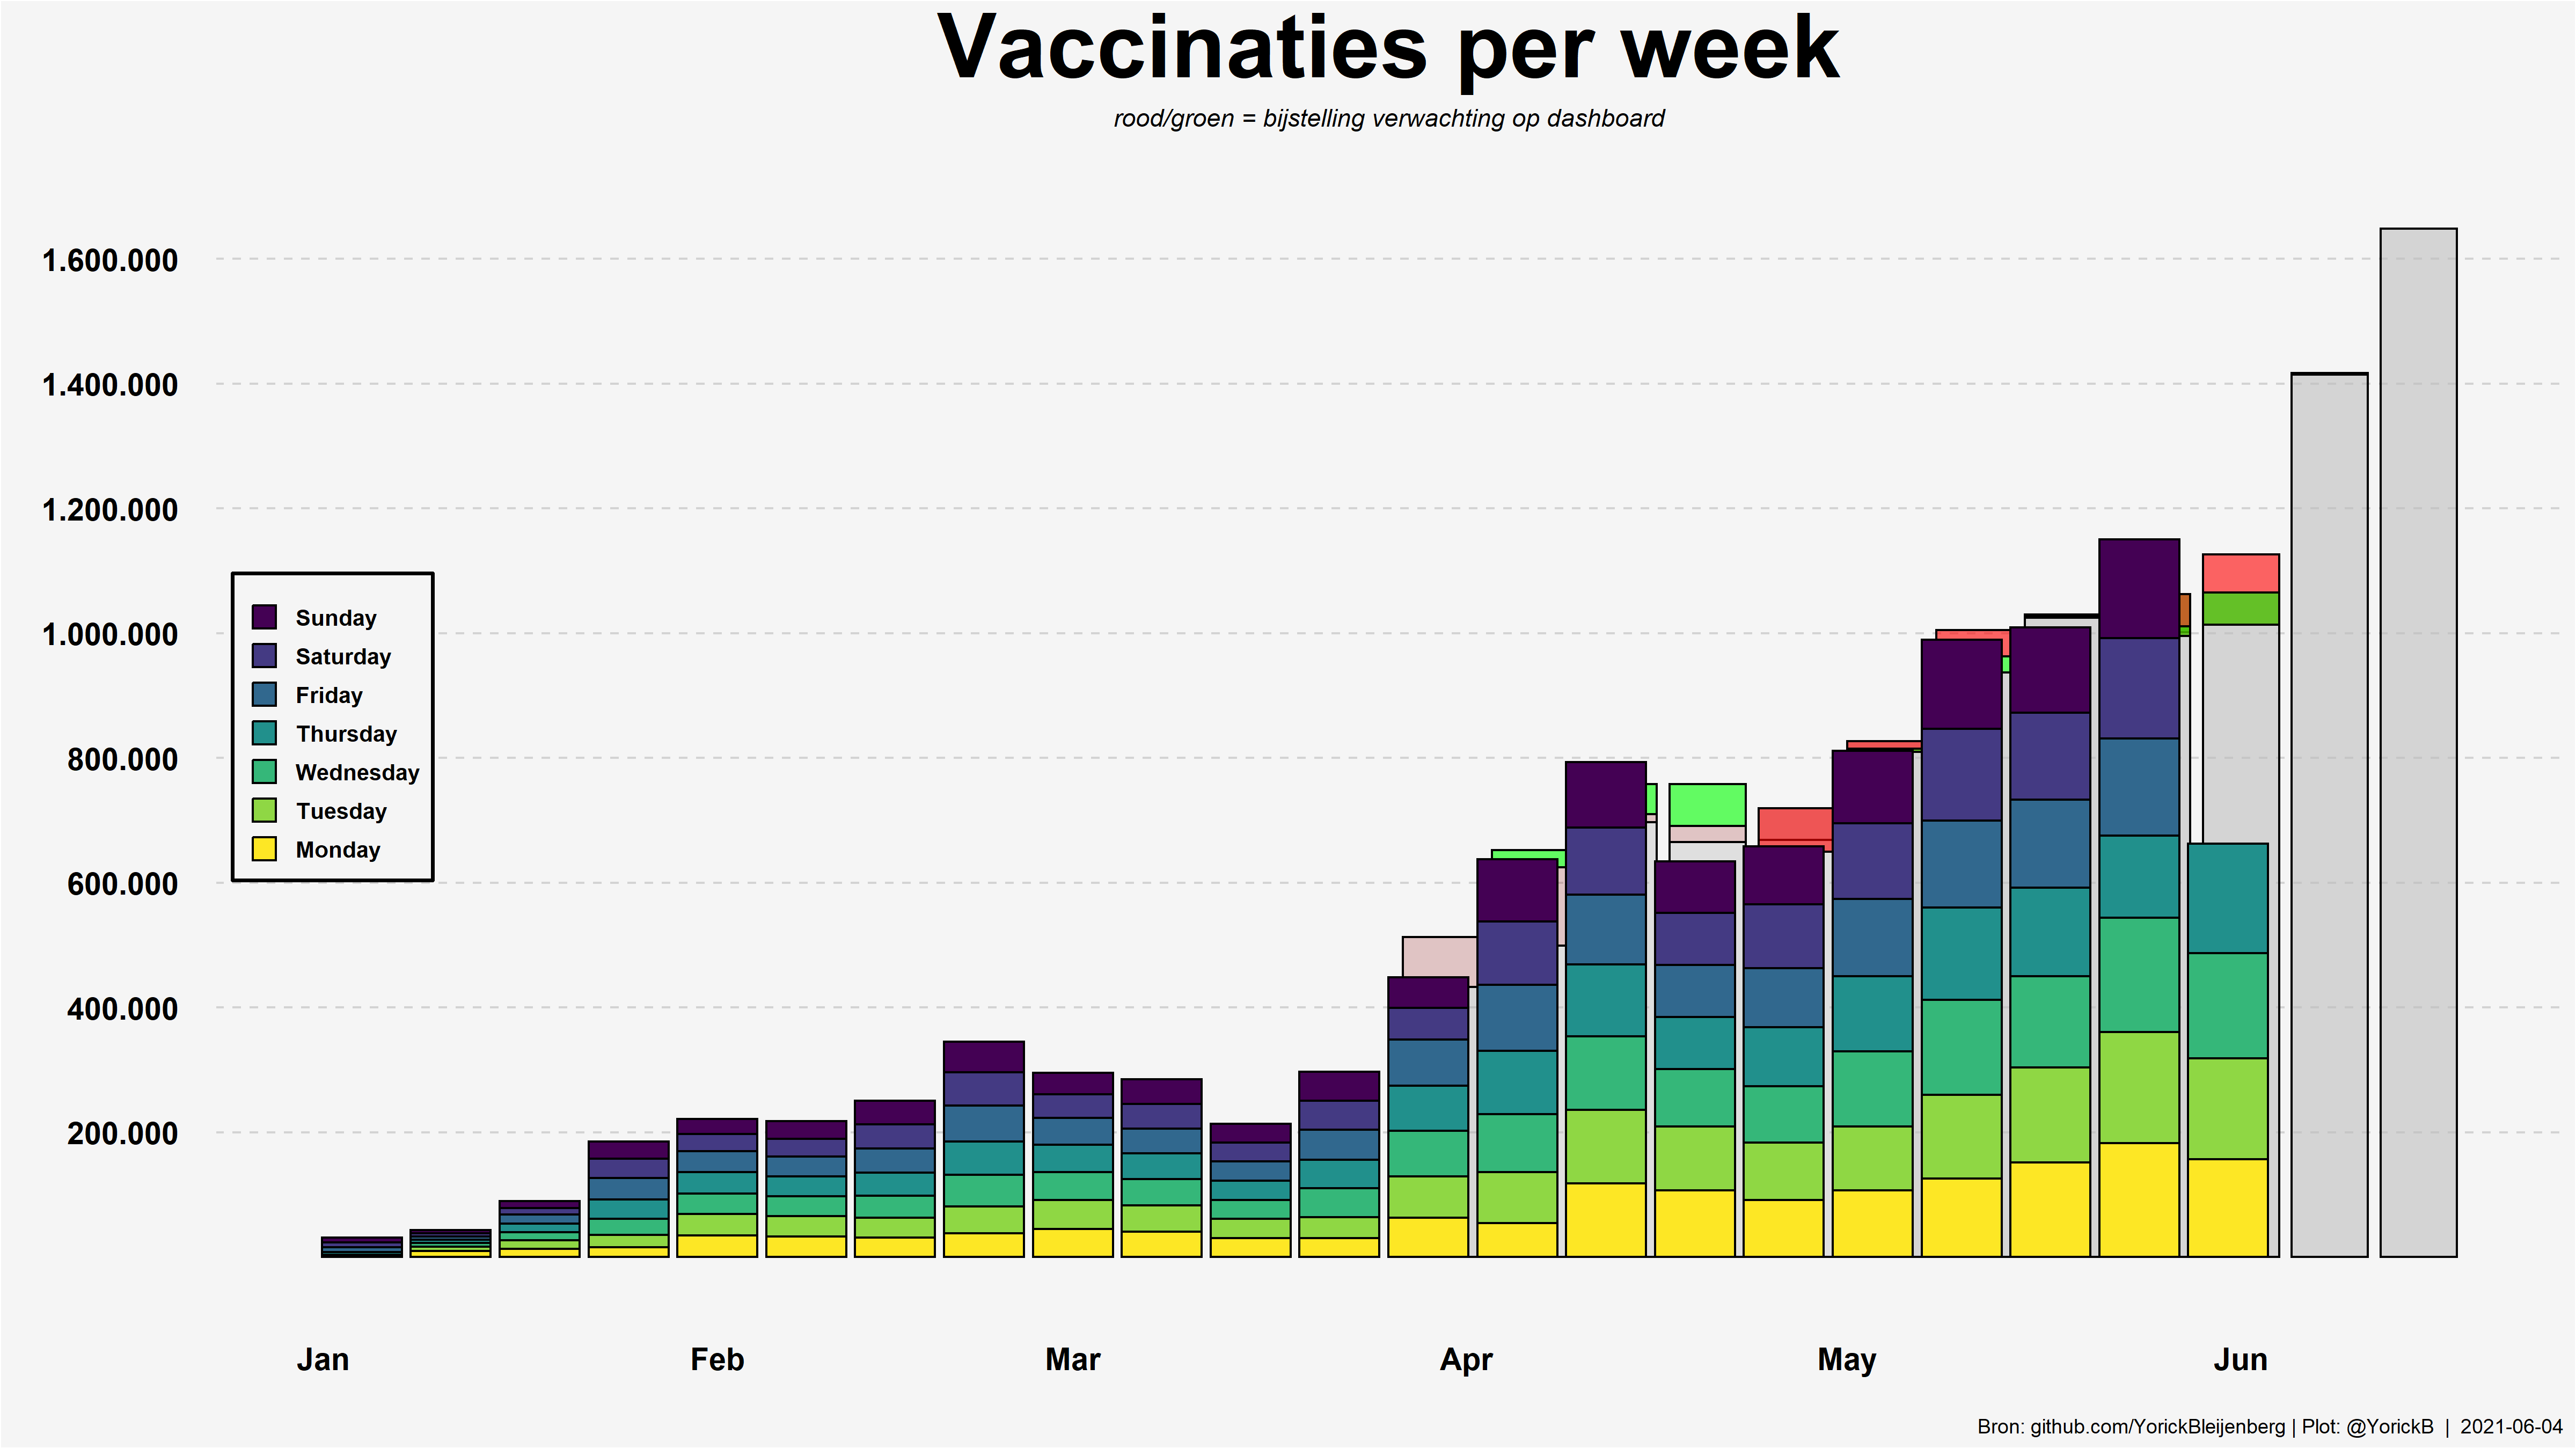 Vaccinaties per week
rood/groen = bijstelling verwachting op dashboard
1.600.000
1.400.000
1.200.000
1.000.000
800.000
600.000
400.000
200.000
Sunday
Saturday
Friday
Thursday
Wednesday
Tuesday
Monday
Jan Feb Mar Apr May Jun
Bron: github.com/YorickBleijenberg | Plot: @YorickB | 2021-06-04